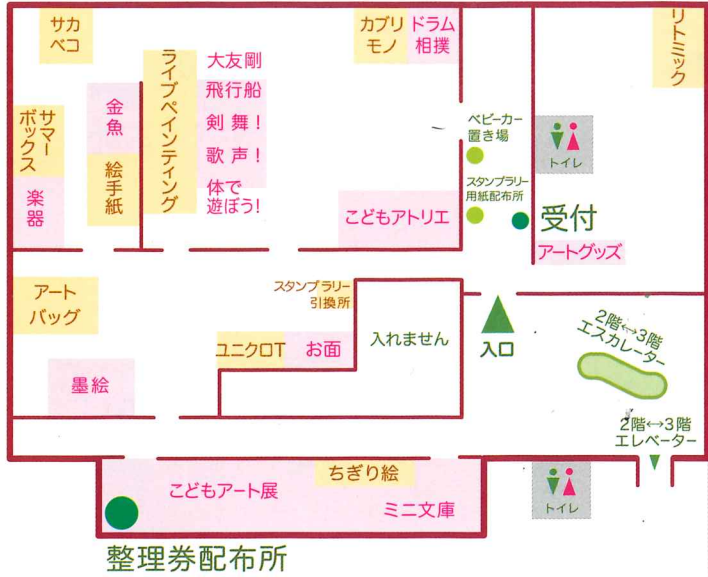 サカ
ベコ
ライブペインティング
大友剛
飛行船
剣舞!
歌声!
体で
遊ぼう!
カブリ
モノ
ドラム
相撲
リトミック
サマー
ボックス
金魚
絵手紙
楽器
ベビーカー
置き場
トイレ
スタンプラリー
用紙配布所
受付
こどもアトリエ
アートグッズ
アート
バッグ
スタンプラリー
引換所
ユニクロT
お面
入れません
入口
2階↔3階
エスカレーター
墨絵
2階↔3階
エレベーター
ちぎり絵
こどもアート展
ミニ文庫
トイレ
整理券配布所